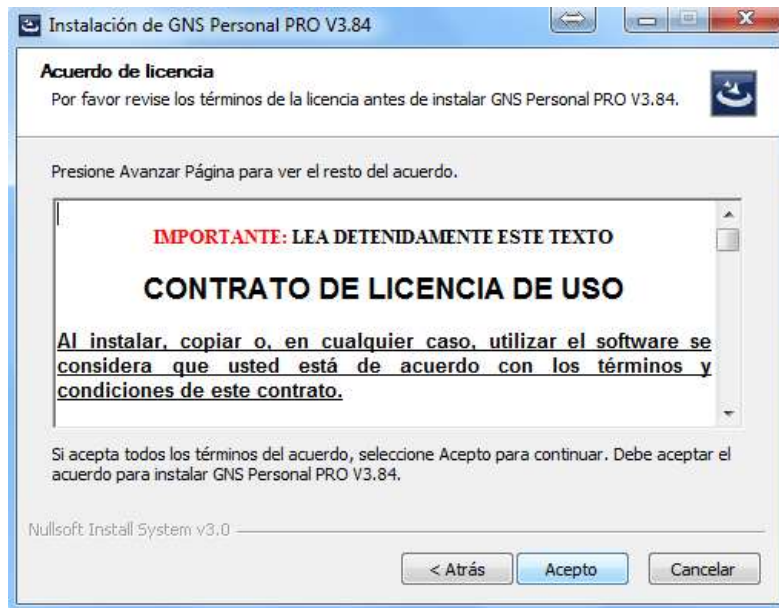 Instalación de GNS Personal PRO V3.84
Acuerdo de licencia
Por favor revise los términos de la licencia antes de instalar GNS Personal PRO V3.84.
Presione Avanzar Página para ver el resto del acuerdo.
IMPORTANTE: LEA DETENIDAMENTE ESTE TEXTO
CONTRATO DE LICENCIA DE USO
Al instalar, copiar o, en cualquier caso, utilizar el software se
considera que usted está de acuerdo con los términos y
condiciones de este contrato.
Si acepta todos los términos del acuerdo, seleccione Acepto para continuar. Debe aceptar el
acuerdo para instalar GNS Personal PRO V3.84.
Nullsoft Install System v3.0
< Atrás Acepto Cancelar